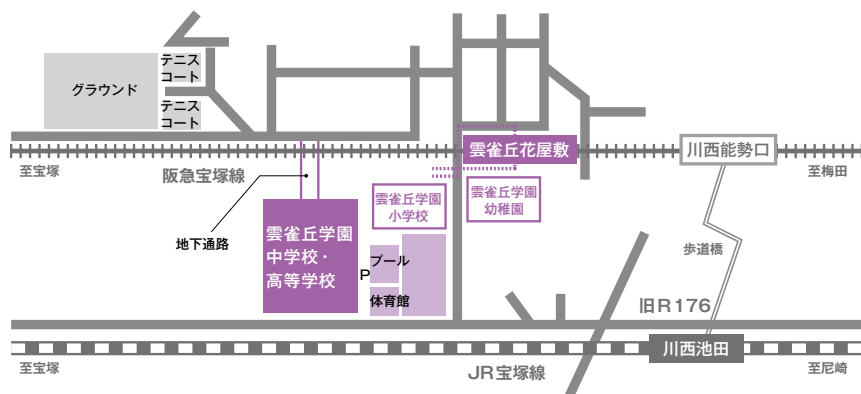 テニス
コート
グラウンド
テニス
コート
雲雀丘花屋敷
川西能勢口
至宝塚
阪急宝塚線
至梅田
雲雀丘学園
小学校
雲雀丘学園
幼稚園
地下通路
雲雀丘学園
中学校・
高等学校
プール
P
体育館
歩道橋
旧R176
川西池田
至宝塚
JR宝塚線
至尼崎